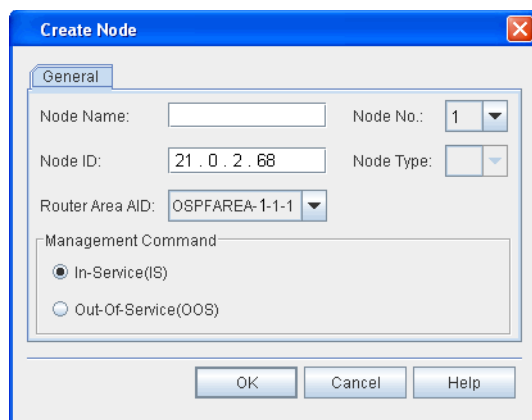 Create Node
General
Node Name: Node No.: 1
Node ID: 21 . 0 . 2 . 68 Node Type:
Router Area AID: OSPFAREA-1-1-1
Management Command
In-Service(IS)
Out-Of-Service(OOS)
OK Cancel Help